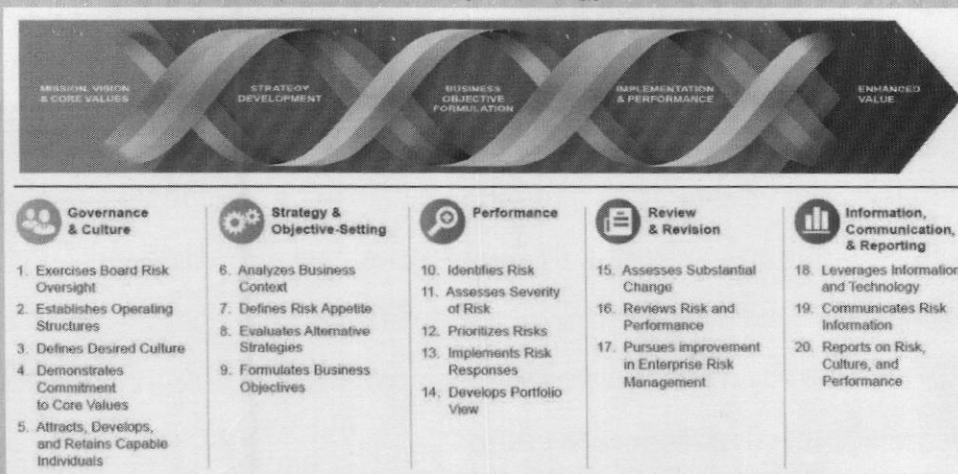 MISSION, VISION
& CORE VALUES
STRATEGY
DEVELOPMENT
BUSINESS
OBJECTIVE
FORMULATION
IMPLEMENTATION
& PERFORMANCE
ENHANCED
VALUE
Governance
& Culture
1. Exercises Board Risk
Oversight
2. Establishes Operating
Structures
3. Defines Desired Culture
4. Demonstrates
Commitment
to Core Values
5. Attracts, Develops,
and Retains Capable
Individuals
Strategy &
Objective-Setting
6. Analyzes Business
Context
7. Defines Risk Appetite
8. Evaluates Alternative
Strategies
9. Formulates Business
Objectives
Performance
10. Identifies Risk
11. Assesses Severity
of Risk
12. Prioritizes Risks
13. Implements Risk
Responses
14. Develops Portfolio
View
Review
& Revision
15. Assesses Substantial
Change
16. Reviews Risk and
Performance
17. Pursues improvement
in Enterprise Risk
Management
Information,
Communication,
& Reporting
18. Leverages Information
and Technology
19. Communicates Risk
Information
20. Reports on Risk,
Culture, and
Performance